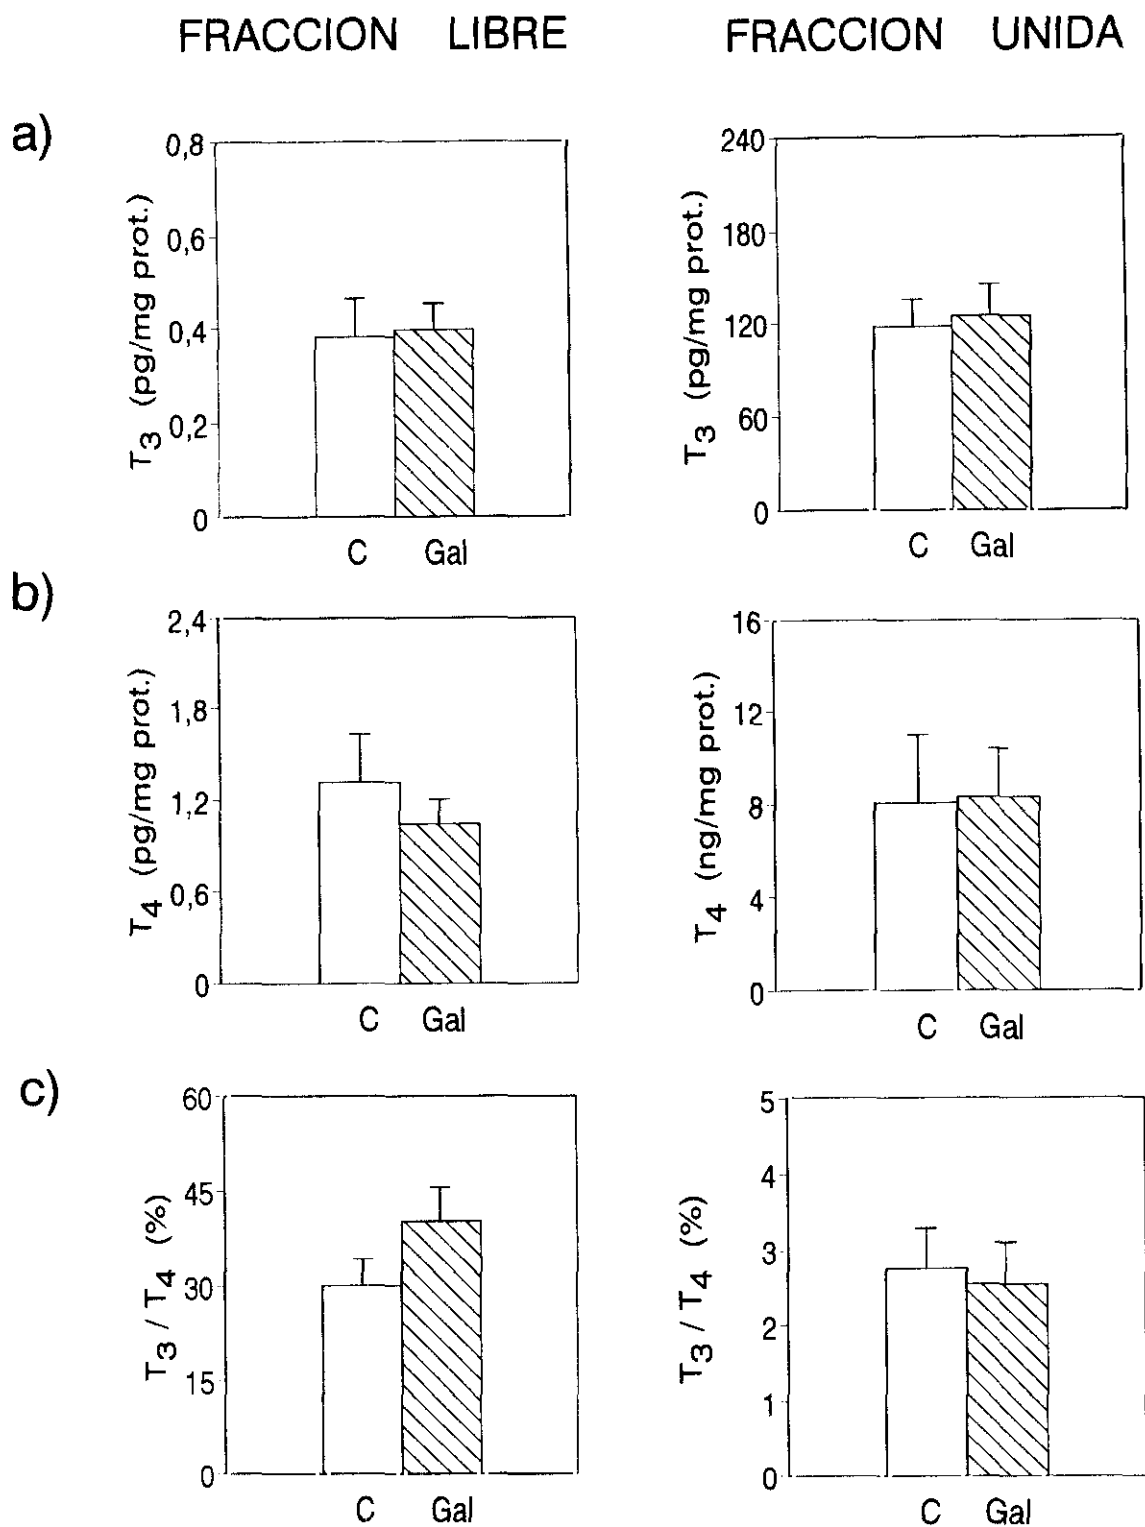 FRACCION LIBRE
FRACCION UNIDA
a)
T3 (pg/mg prot.)
0,8
0,6
0,4
0,2
0
C Gal
T3 (pg/mg prot.)
240
180
120
60
0
C Gal
b)
T4 (pg/mg prot.)
2,4
1,8
1,2
0,6
0
C Gal
T4 (ng/mg prot.)
16
12
8
4
0
C Gal
c)
T3 / T4 (%)
60
45
30
15
0
C Gal
T3 / T4 (%)
5
4
3
2
1
0
C Gal